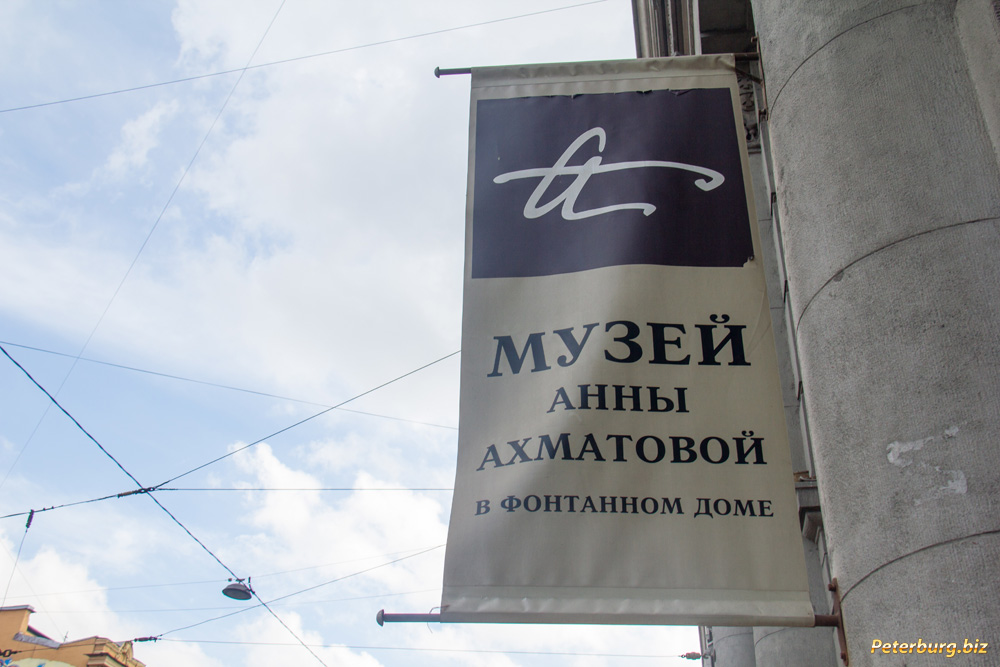 МУЗЕЙ
АННЫ
АХМАТОВОЙ
В ФОНТАННОМ ДОМЕ
Peterburg.biz